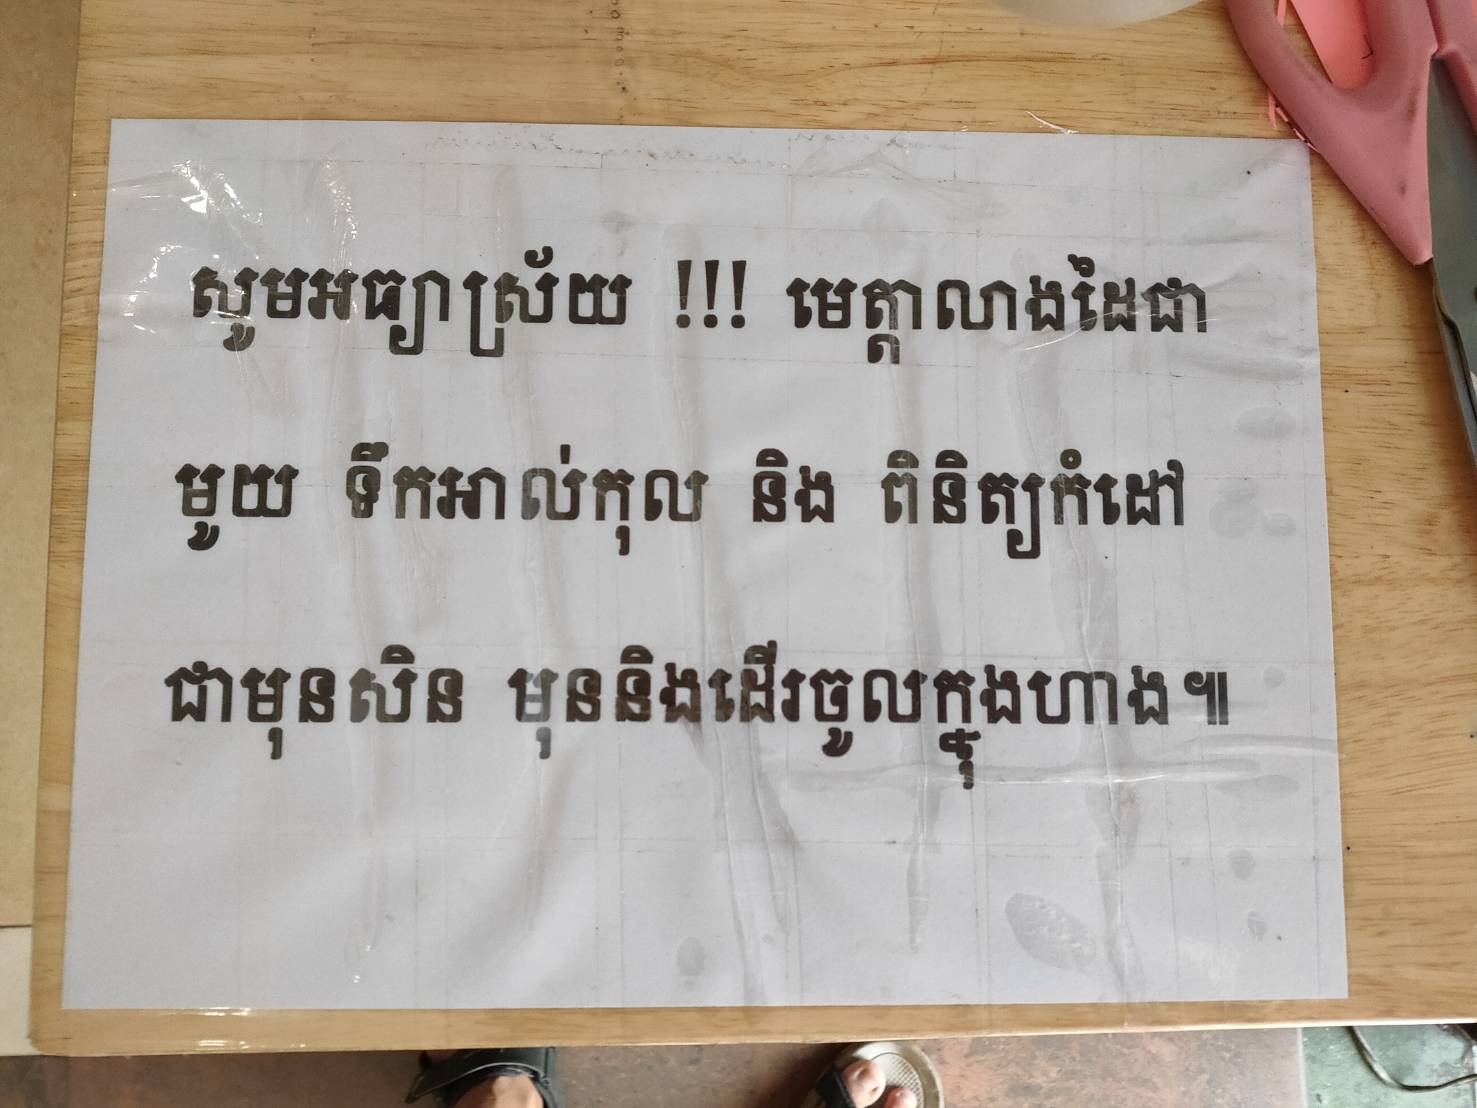 សូមអធ្យាស្រ័យ !!! មេត្តាលាងដៃជា
មួយ ទឹកអាល់កុល និង ពិនិត្យកំដៅ
ជាមុនសិន មុននិងដើរចូលក្នុងហាង៕